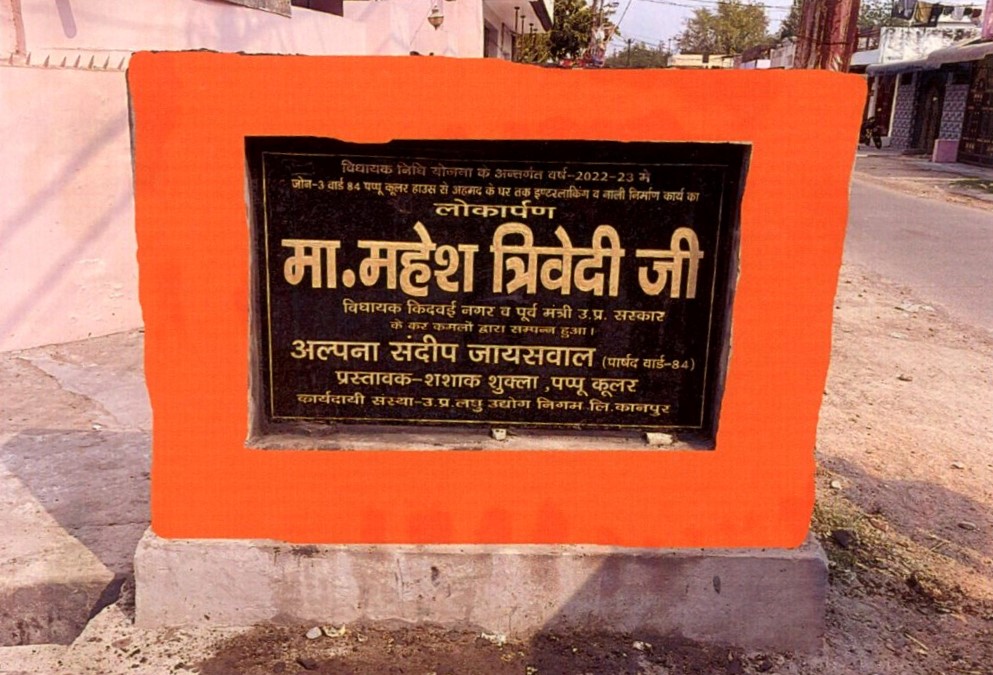 विधायक निधि योजना के अन्तर्गत वर्ष-2022-23 में
जोन-3 वार्ड 84 पप्पू कूलर हाउस से अहमद के घर तक इण्टरलाकिंग व नाली निर्माण कार्य का
लोकार्पण
मा.महेश त्रिवेदी जी
विधायक किदवई नगर व पूर्व मंत्री उ.प्र. सरकार
के कर कमलों द्वारा सम्पन्न हुआ।
अल्पना संदीप जायसवाल (पार्षद वार्ड-84)
प्रस्तावक-शशाक शुक्ला ,पप्पू कूलर
कार्यदायी संस्था-उ.प्र.लघु उद्योग निगम लि.कानपुर